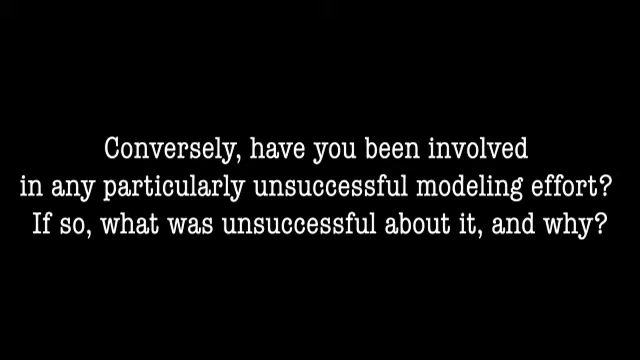 Conversely, have you been involved
in any particularly unsuccessful modeling effort?
If so, what was unsuccessful about it, and why?